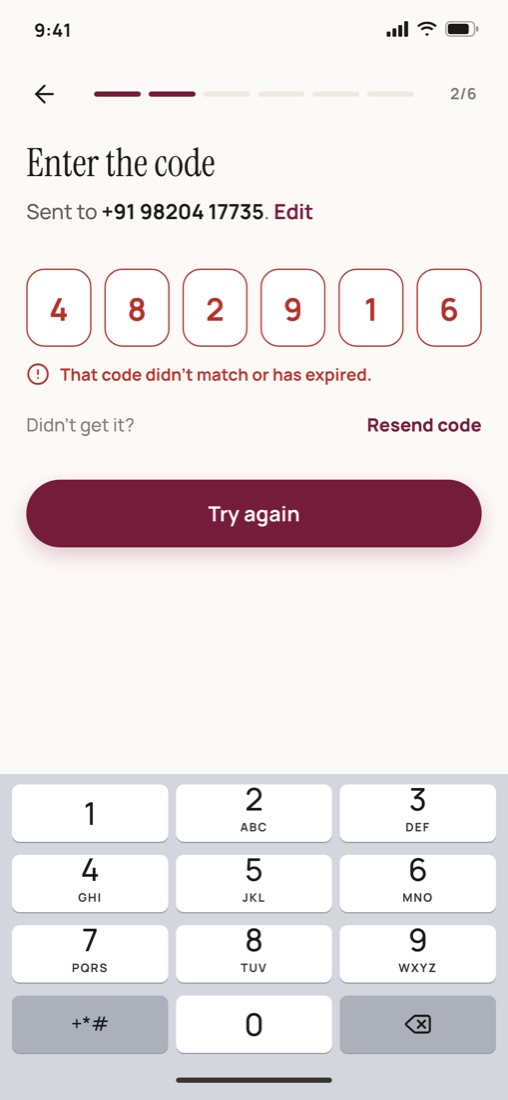 9:41
2/6
Enter the code
Sent to +91 98204 17735. Edit
4 8 2 9 1 6
That code didn't match or has expired.
Didn't get it? Resend code
Try again
1 2 3
ABC DEF
4 5 6
GHI JKL MNO
7 8 9
PQRS TUV WXYZ
+*# 0